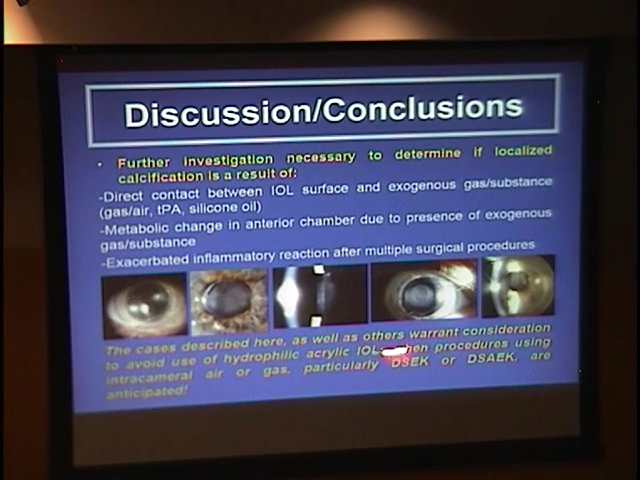 Discussion/Conclusions
• Further investigation necessary to determine if localized
calcification is a result of:
-Direct contact between IOL surface and exogenous gas/substance
(gas/air, tPA, silicone oil)
-Metabolic change in anterior chamber due to presence of exogenous
gas/substance
-Exacerbated inflammatory reaction after multiple surgical procedures
The cases described here, as well as others warrant consideration
to avoid use of hydrophilic acrylic procedures using
intracameral air or gas, particularly DSEK or DSAEK, are
anticipated!